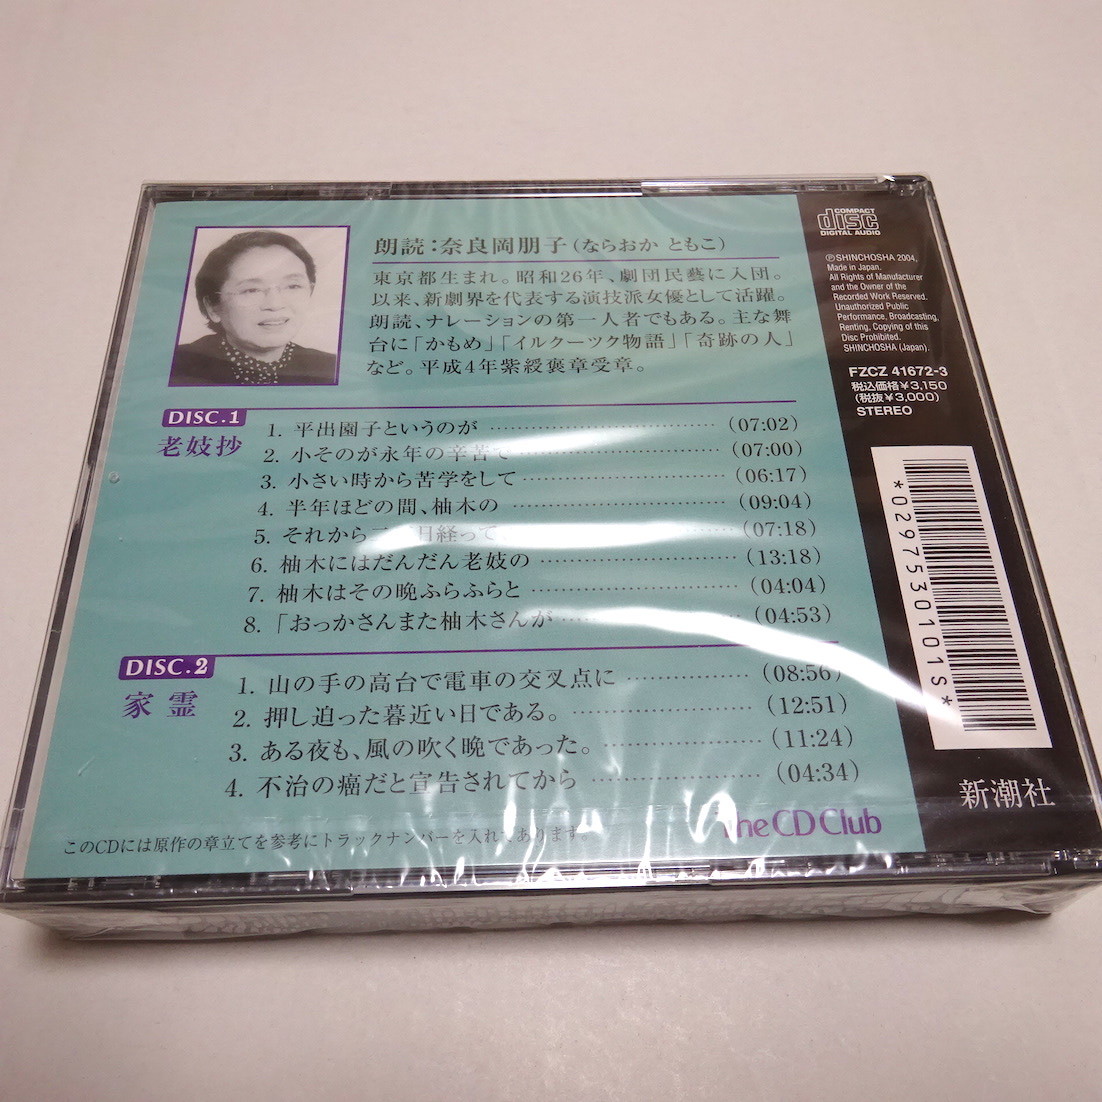 朗読：奈良岡朋子（ならおか ともこ）
東京都生まれ。昭和26年、劇団民藝に入団。
以来、新劇界を代表する演技派女優として活躍。
朗読、ナレーションの第一人者でもある。主な舞
台に「かもめ」「イルクーツク物語」「奇跡の人」
など。平成4年紫綬褒章受章。
DISC.1
老妓抄
1. 平出園子というのが (07:02)
2. 小そのが永年の辛苦で (07:00)
3. 小さい時から苦学をして (06:17)
4. 半年ほどの間、柚木の (09:04)
5. それから 日経って (07:18)
6. 柚木にはだんだん老妓の (13:18)
7. 柚木はその晩ふらふらと (04:04)
8. 「おっかさんまた柚木さんが (04:53)
DISC.2
家霊
1. 山の手の高台で電車の交叉点に (08:56)
2. 押し迫った暮近い日である。 (12:51)
3. ある夜も、風の吹く晩であった。 (11:24)
4. 不治の癌だと宣告されてから (04:34)
このCDには原作の章立てを参考にトラックナンバーを入れてあります
The CD Club
COMPACT
disc
DIGITAL AUDIO
Ⓟ SHINCHOSHA 2004,
Made in Japan.
All Rights of Manufacturer
and the Owner of the
Recorded Work Reserved.
Unauthorized Public
Performance, Broadcasting,
Renting, Copying of this
Disc Prohibited.
SHINCHOSHA (Japan).
FZCZ 41672-3
税込価格¥3,150
(税抜¥3,000)
STEREO
*0297530101S*
新潮社